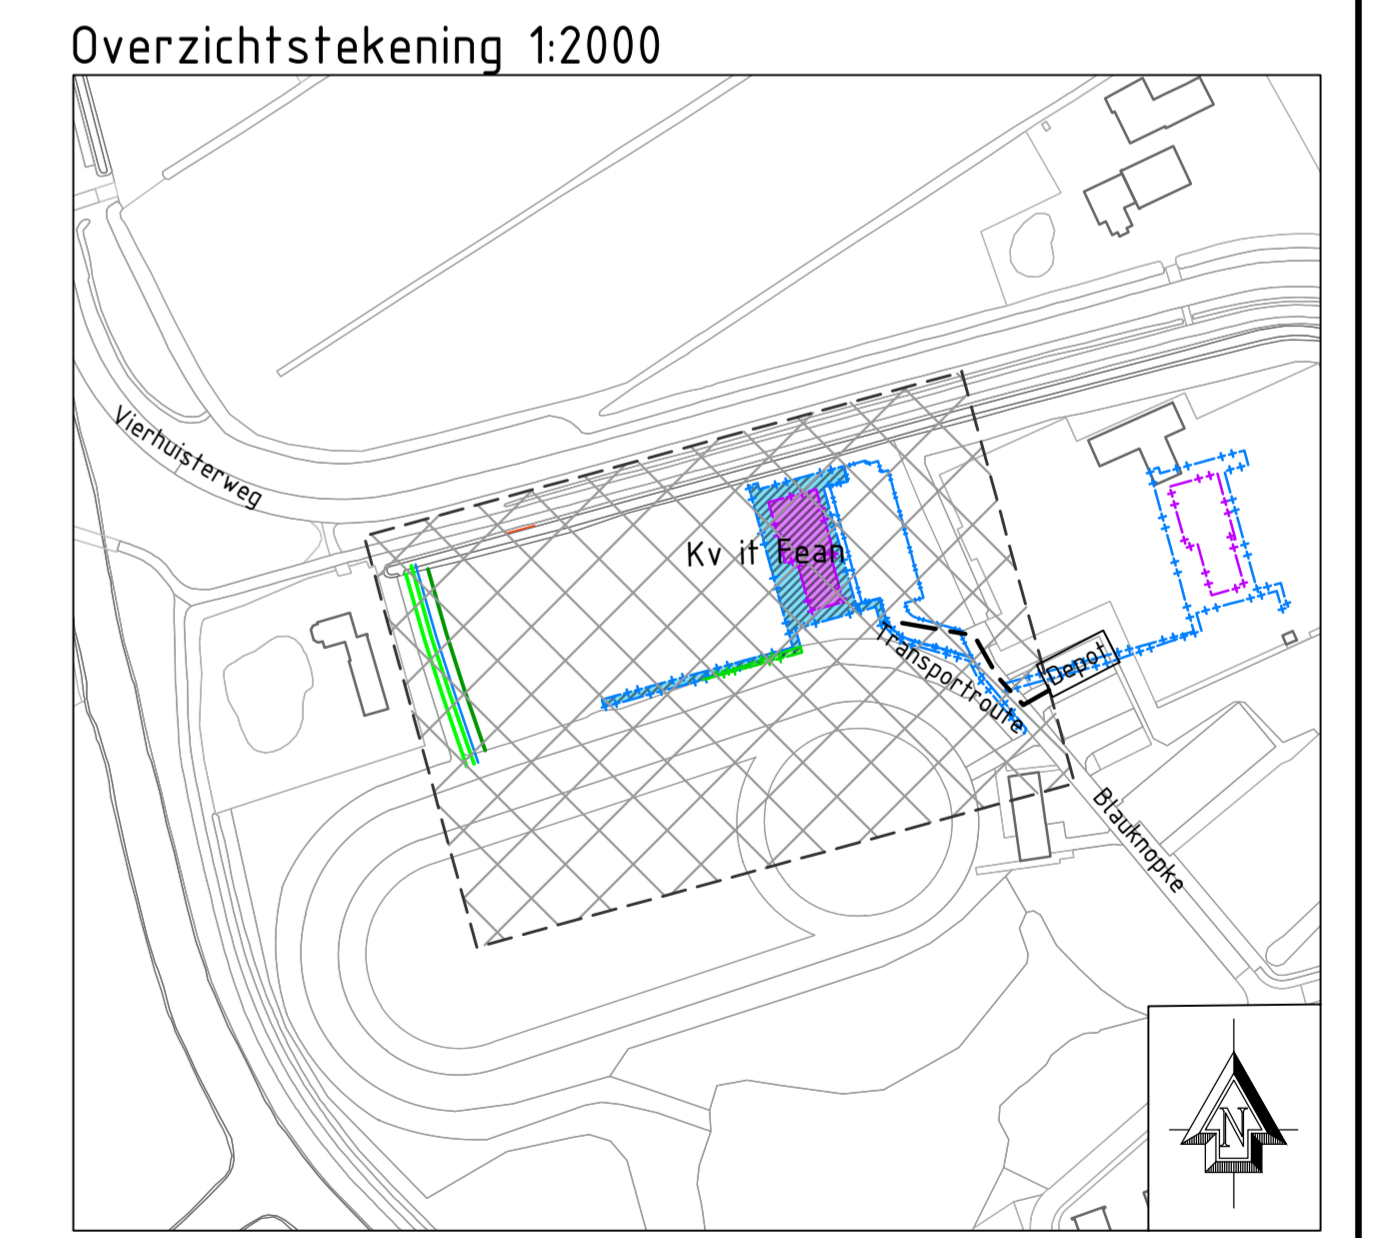 Overzichtstekening 1:2000
Vierhuisterweg
Kv it Fean
Transportroute
Depot
Blauknopke
N